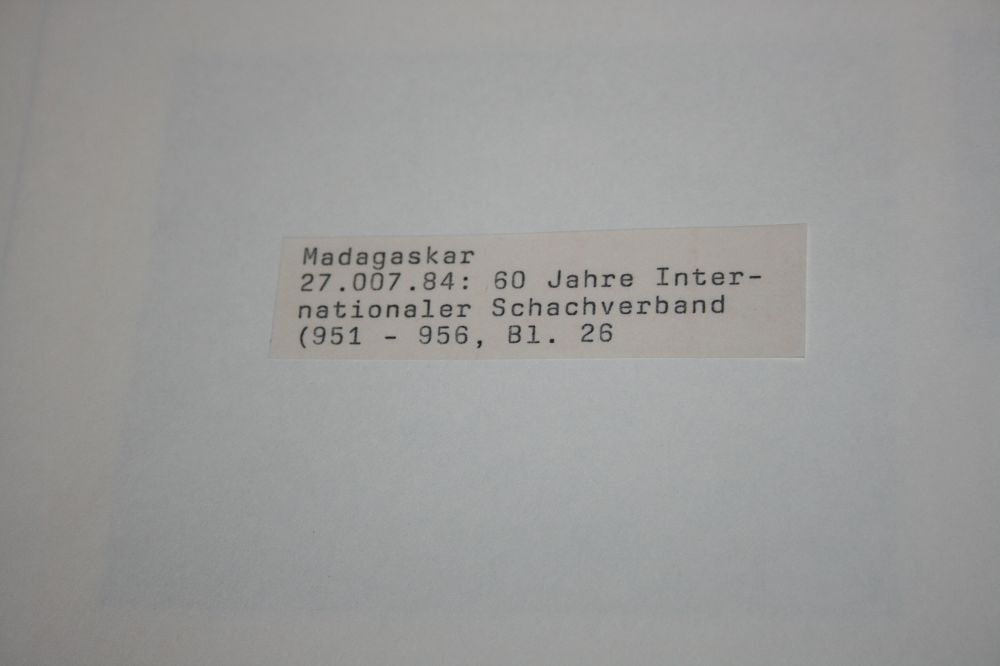 Madagaskar
27.007.84: 60 Jahre Inter-
nationaler Schachverband
(951 - 956, Bl. 26